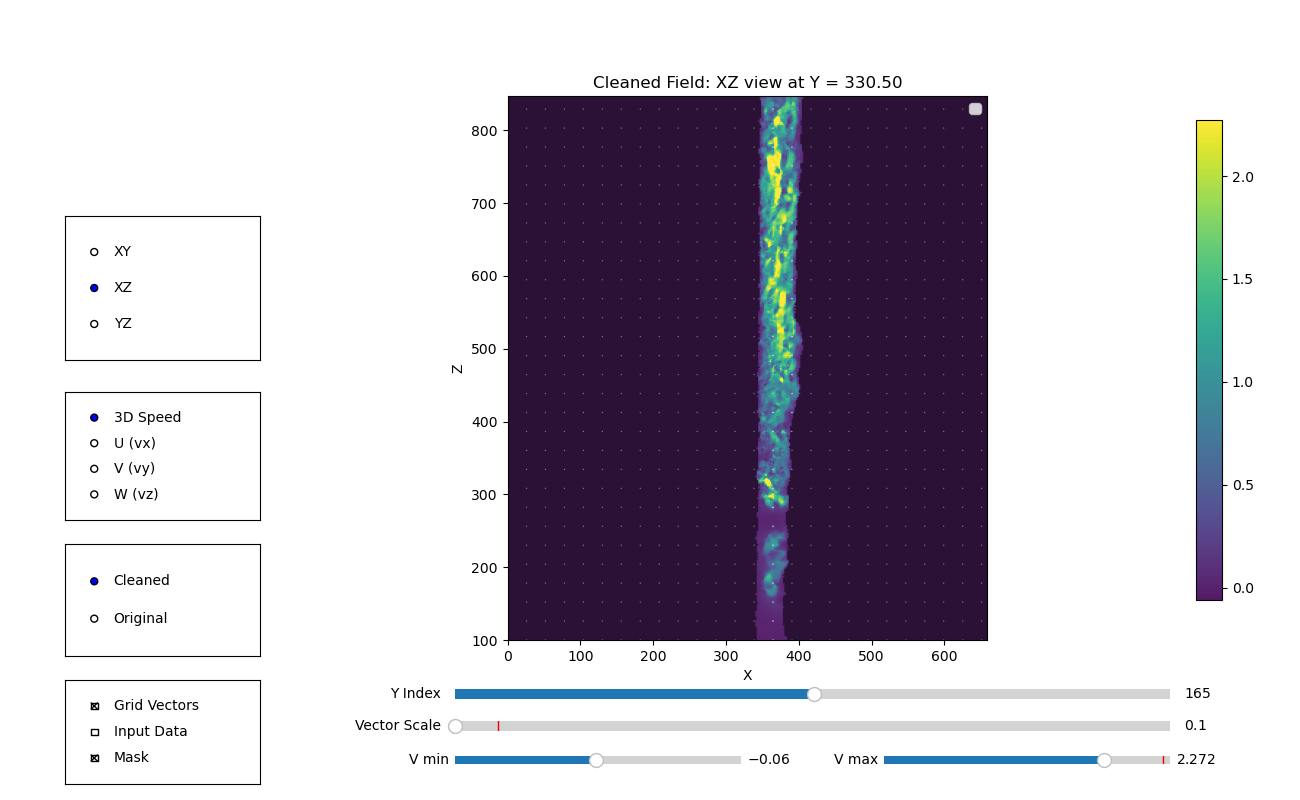 Cleaned Field: XZ view at Y = 330.50
XY
XZ
YZ
3D Speed
U (vx)
V (vy)
W (vz)
Cleaned
Original
Grid Vectors
Input Data
Mask
Z
800
700
600
500
400
300
200
100
0 100 200 300 400 500 600
X
2.0
1.5
1.0
0.5
0.0
Y Index 165
Vector Scale 0.1
V min −0.06 V max 2.272